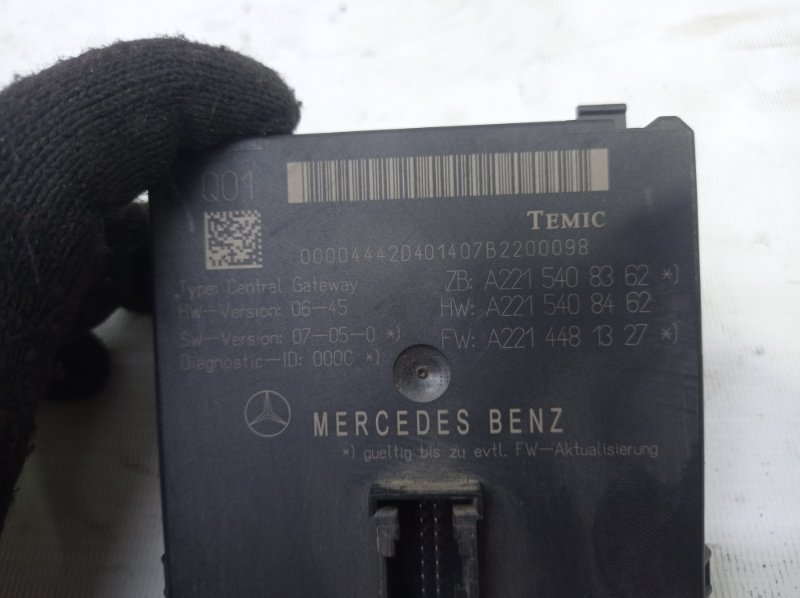 Q01
TEMIC
00004442D401407B2200098
Type: Central Gateway
ZB: A221 540 83 62 *)
HW-Version: 06-45
HW: A221 540 84 62
SW-Version: 07-05-0 *)
FW: A221 448 13 27 *)
Diagnostic-ID: 000C *)
MERCEDES BENZ
*) gueltig bis zu evtl. FW-Aktualisierung